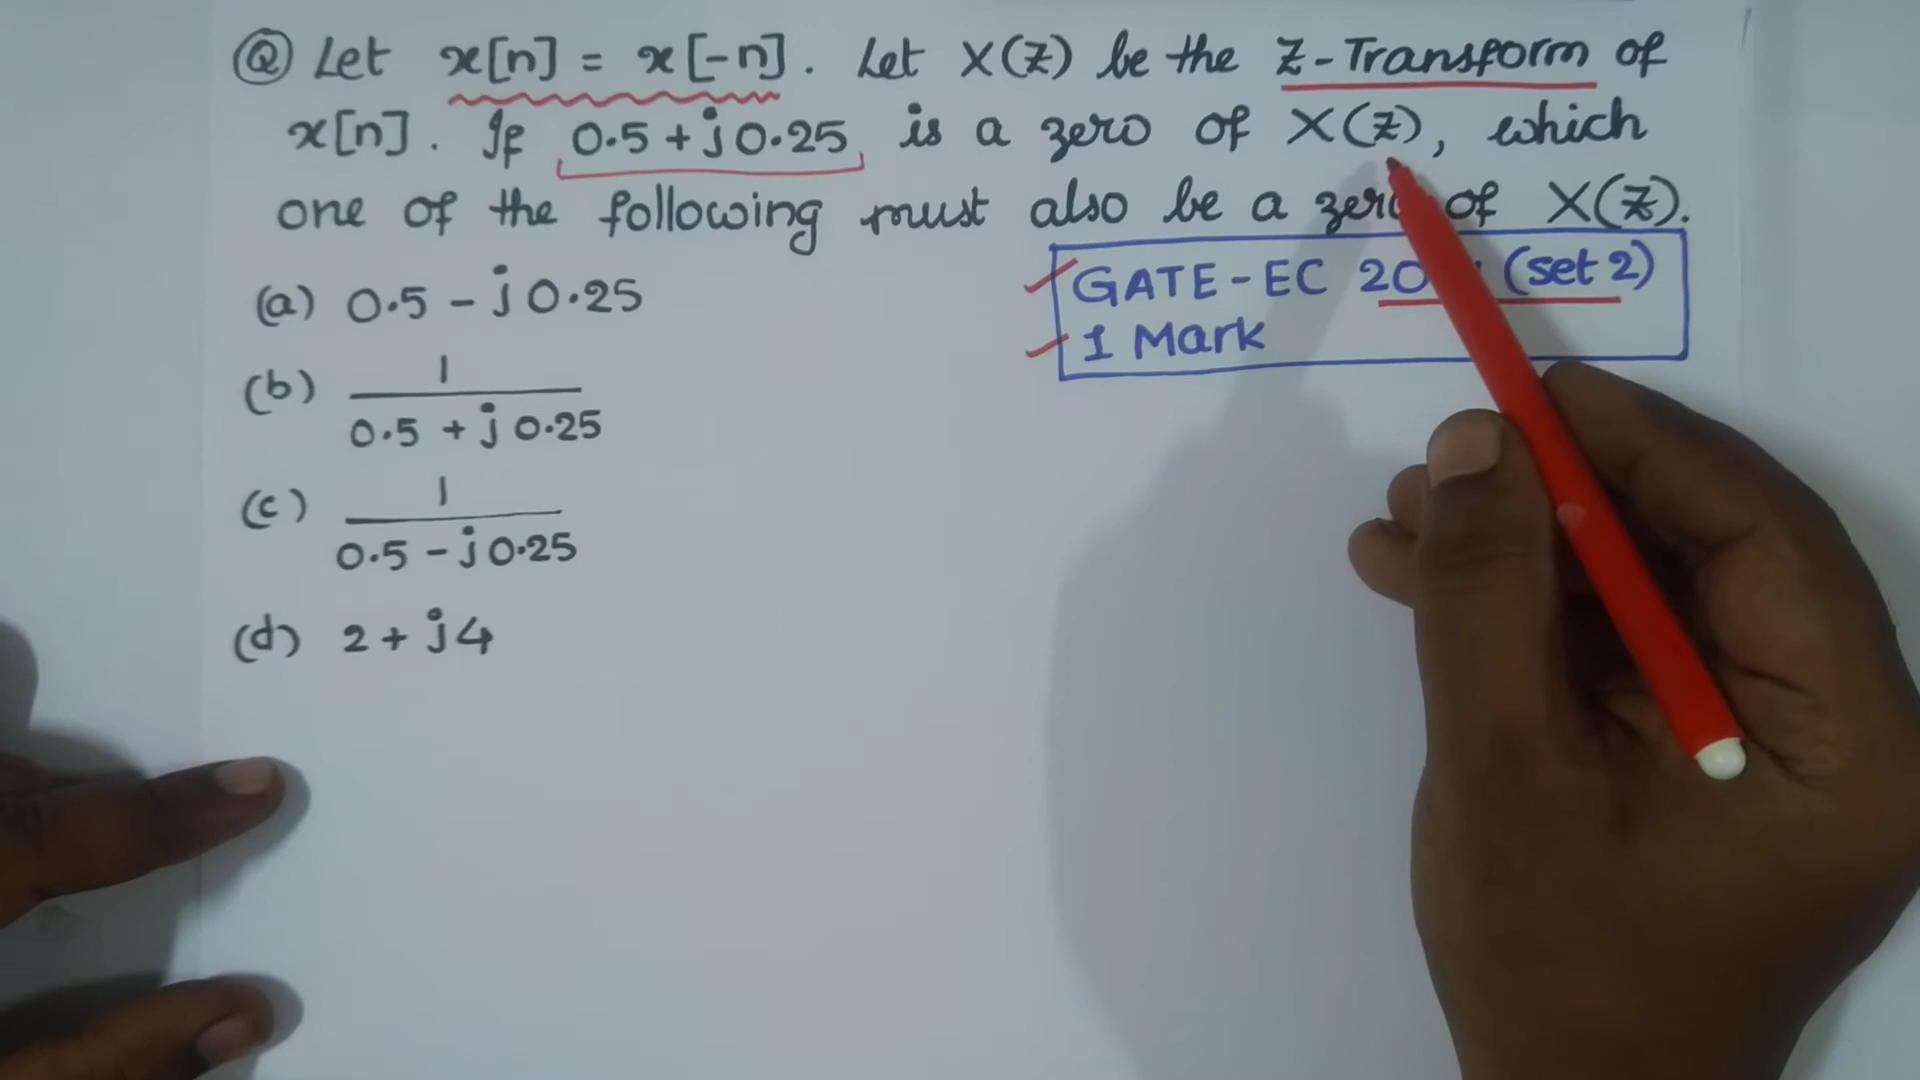 Q Let x[n] = x[-n]. Let X(Z) be the Z-Transform of
x[n]. If 0.5 + j0.25 is a zero of X(Z), which
one of the following must also be a zero of X(Z).
GATE-EC (set 2)
1 Mark
(a) 0.5 - j0.25
(b) 1 / 0.5 + j0.25
(c) 1 / 0.5 - j0.25
(d) 2 + j4